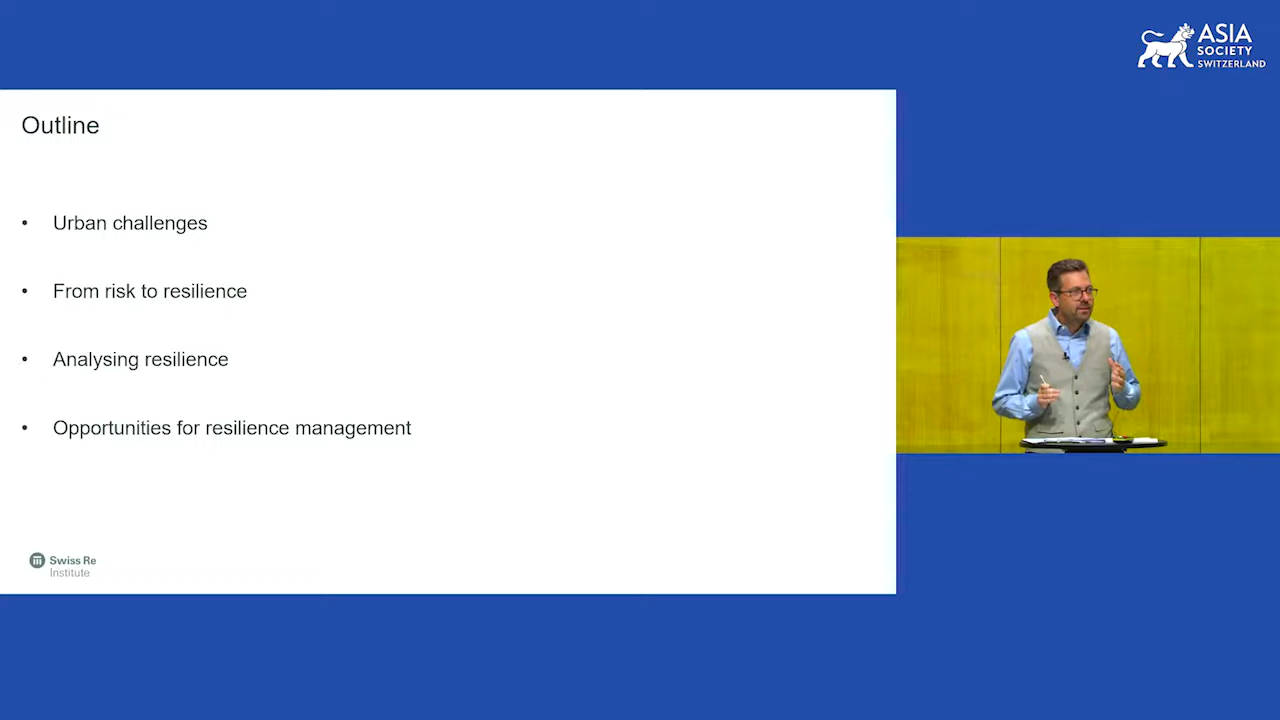 ASIA
SOCIETY
SWITZERLAND
Outline
• Urban challenges
• From risk to resilience
• Analysing resilience
• Opportunities for resilience management
Swiss Re
Institute